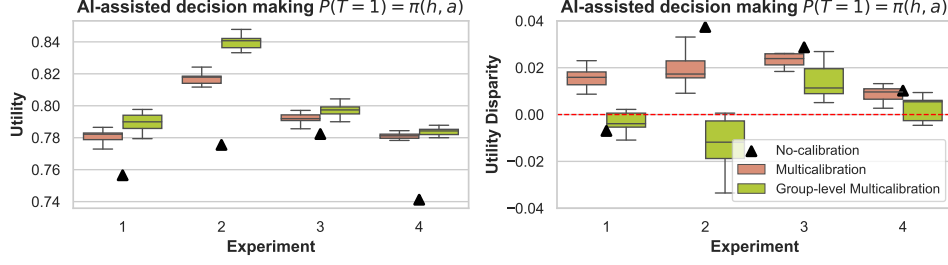 AI-assisted decision making P(T = 1) = π(h, a)
Utility
0.84
0.82
0.80
0.78
0.76
0.74
1 2 3 4
Experiment
AI-assisted decision making P(T = 1) = π(h, a)
Utility Disparity
0.04
0.02
0.00
−0.02
−0.04
No-calibration
Multicalibration
Group-level Multicalibration
1 2 3 4
Experiment